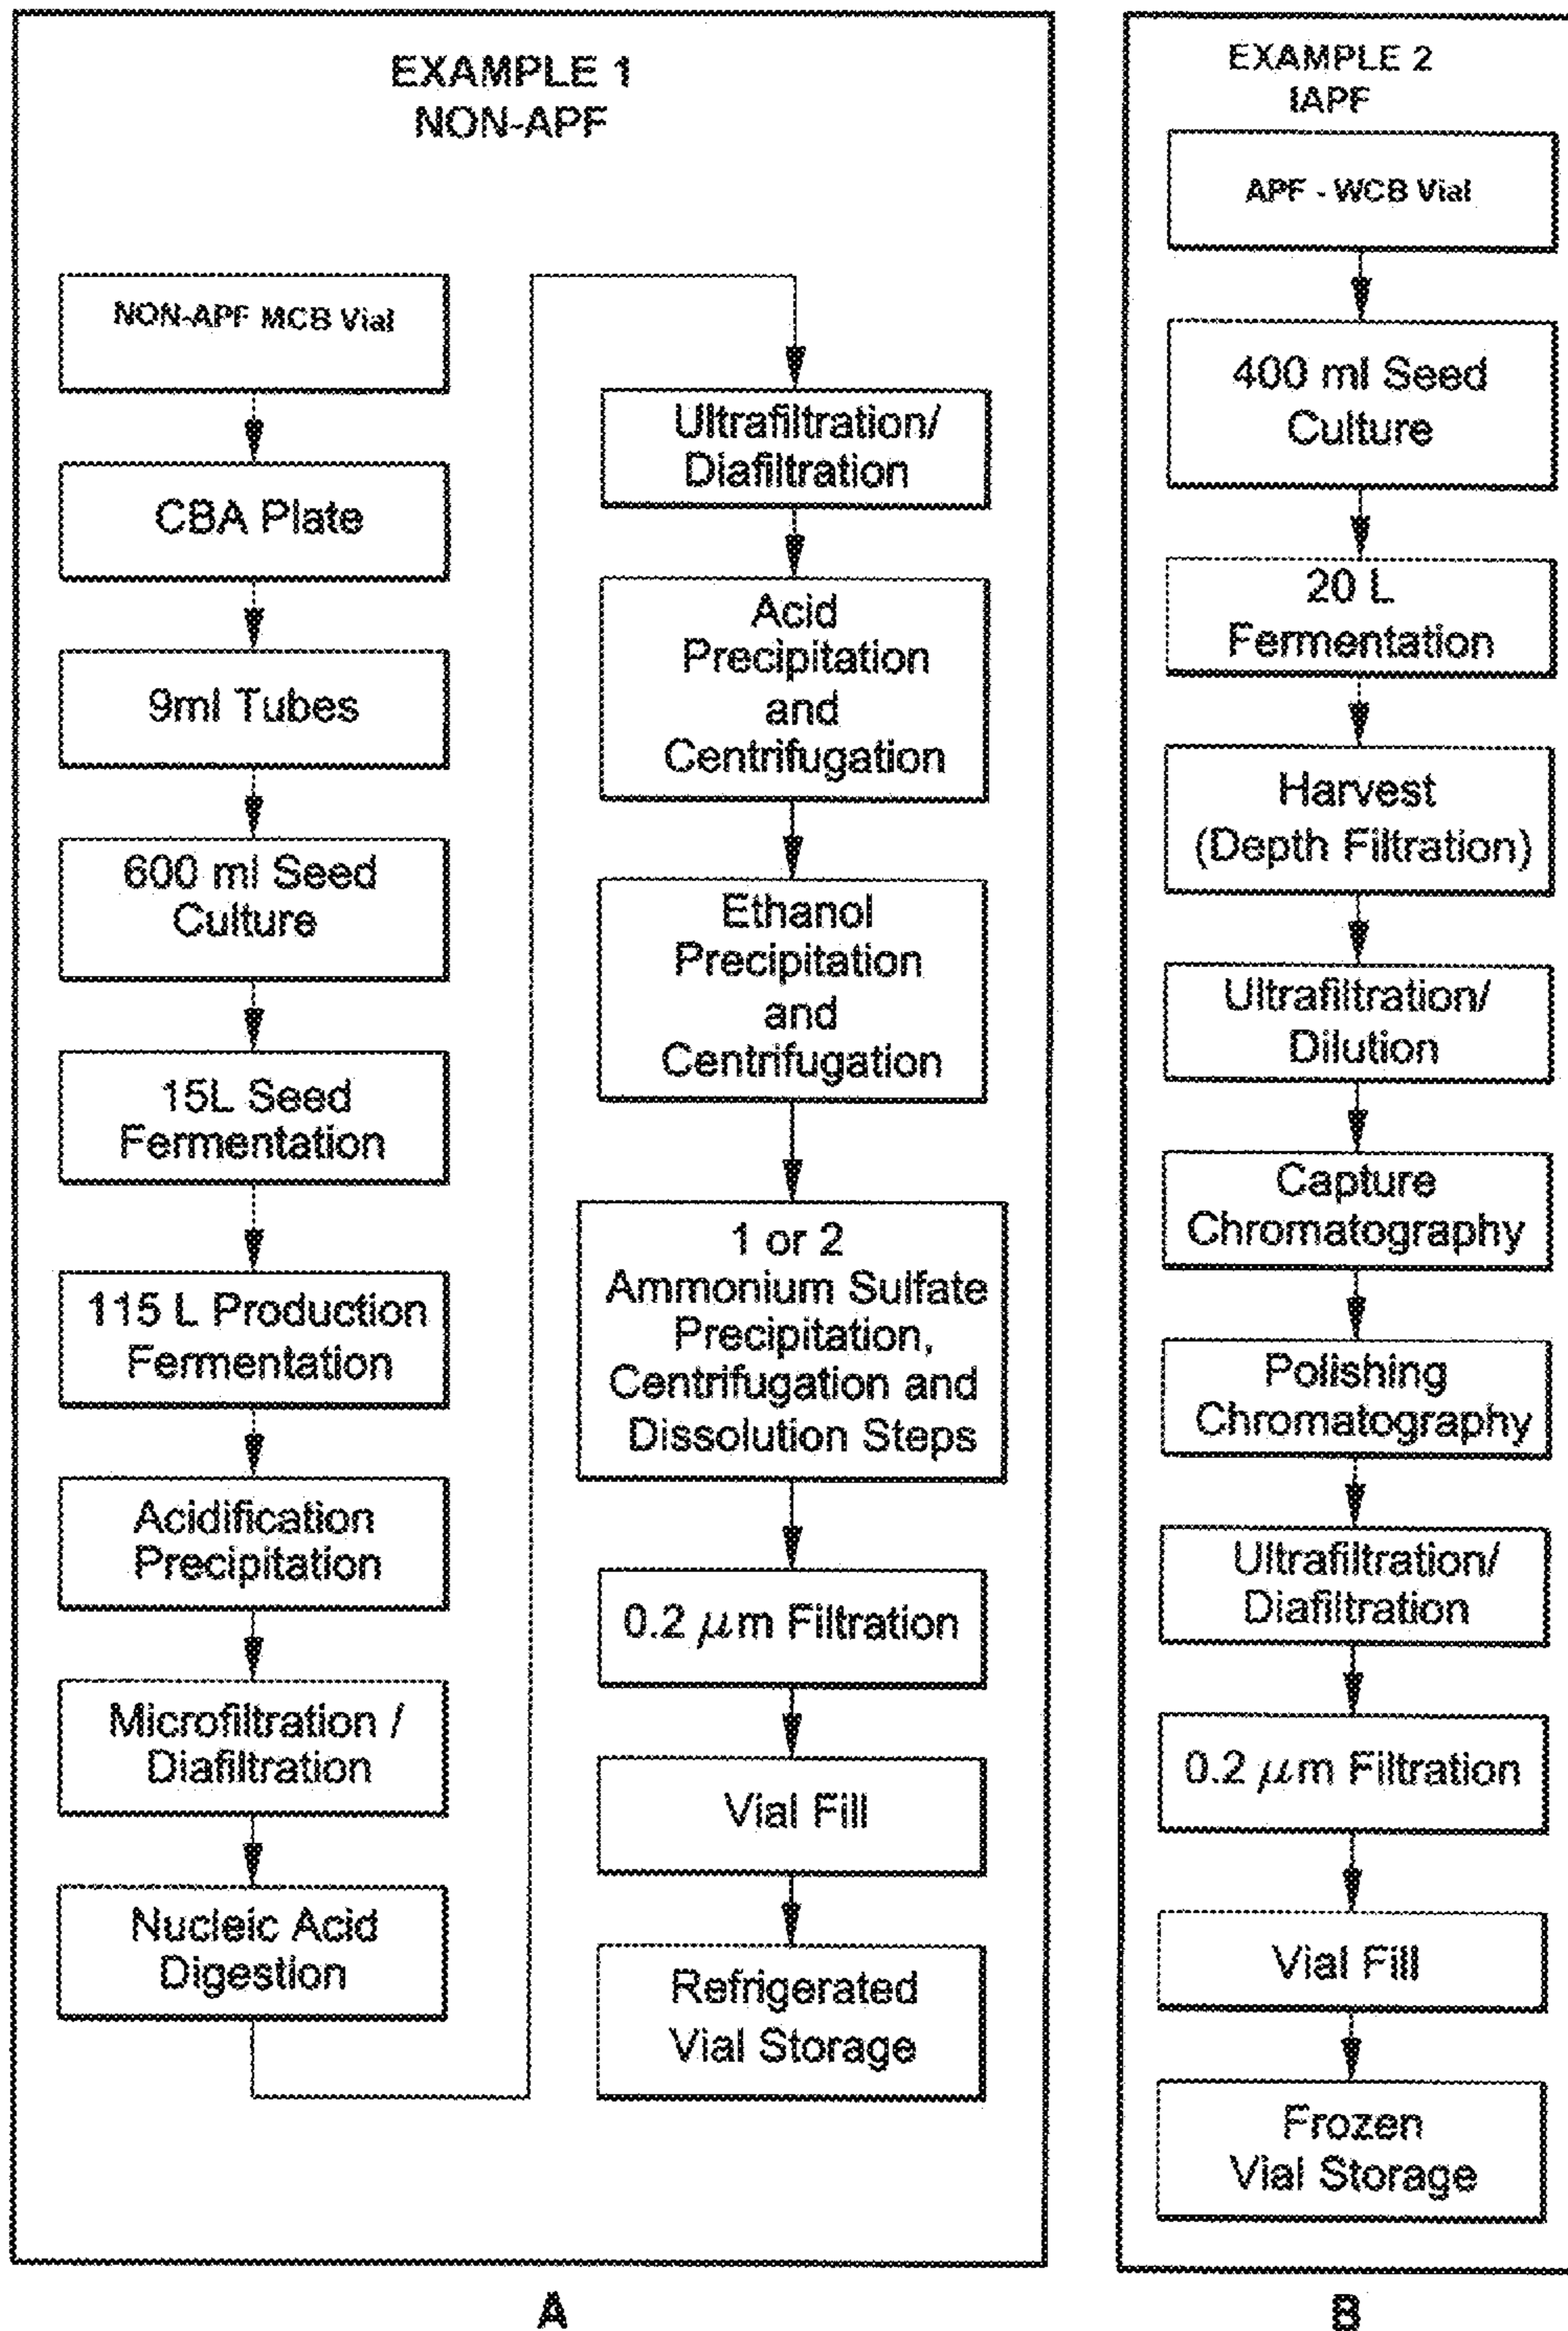 EXAMPLE 1
NON-APF
NON-APF MCB Vial
CBA Plate
9ml Tubes
600 ml Seed
Culture
15L Seed
Fermentation
115 L Production
Fermentation
Acidification
Precipitation
Microfiltration /
Diafiltration
Nucleic Acid
Digestion
Ultrafiltration/
Diafiltration
Acid
Precipitation
and
Centrifugation
Ethanol
Precipitation
and
Centrifugation
1 or 2
Ammonium Sulfate
Precipitation,
Centrifugation and
Dissolution Steps
0.2 μm Filtration
Vial Fill
Refrigerated
Vial Storage
A
EXAMPLE 2
IAPF
APF - WCB Vial
400 ml Seed
Culture
20 L
Fermentation
Harvest
(Depth Filtration)
Ultrafiltration/
Dilution
Capture
Chromatography
Polishing
Chromatography
Ultrafiltration/
Diafiltration
0.2 μm Filtration
Vial Fill
Frozen
Vial Storage
B